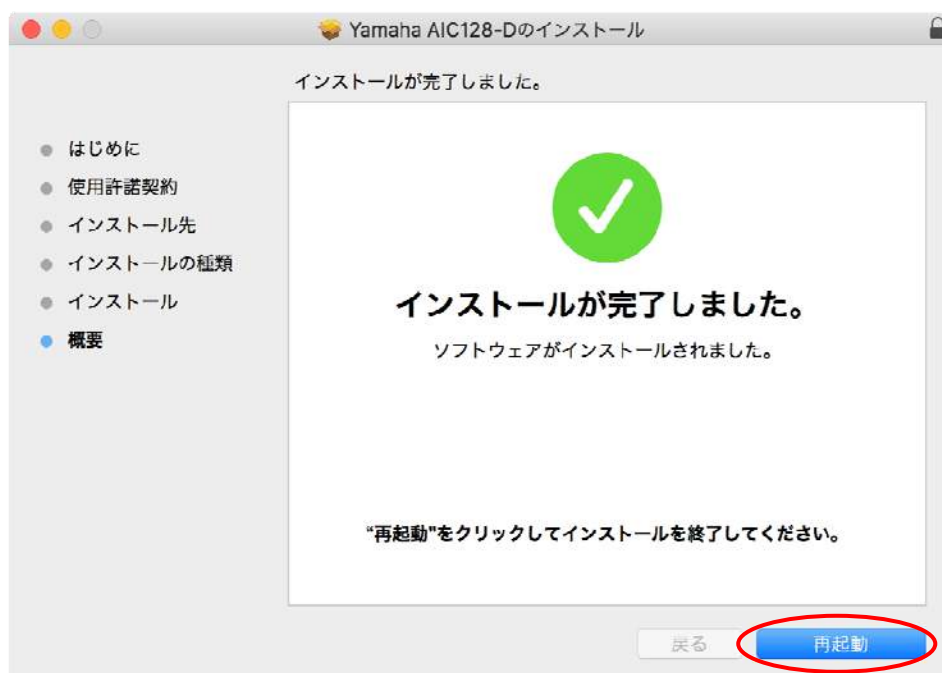 Yamaha AIC128-Dのインストール
インストールが完了しました。
はじめに
使用許諾契約
インストール先
インストールの種類
インストール
概要
インストールが完了しました。
ソフトウェアがインストールされました。
“再起動"をクリックしてインストールを終了してください。
戻る
再起動